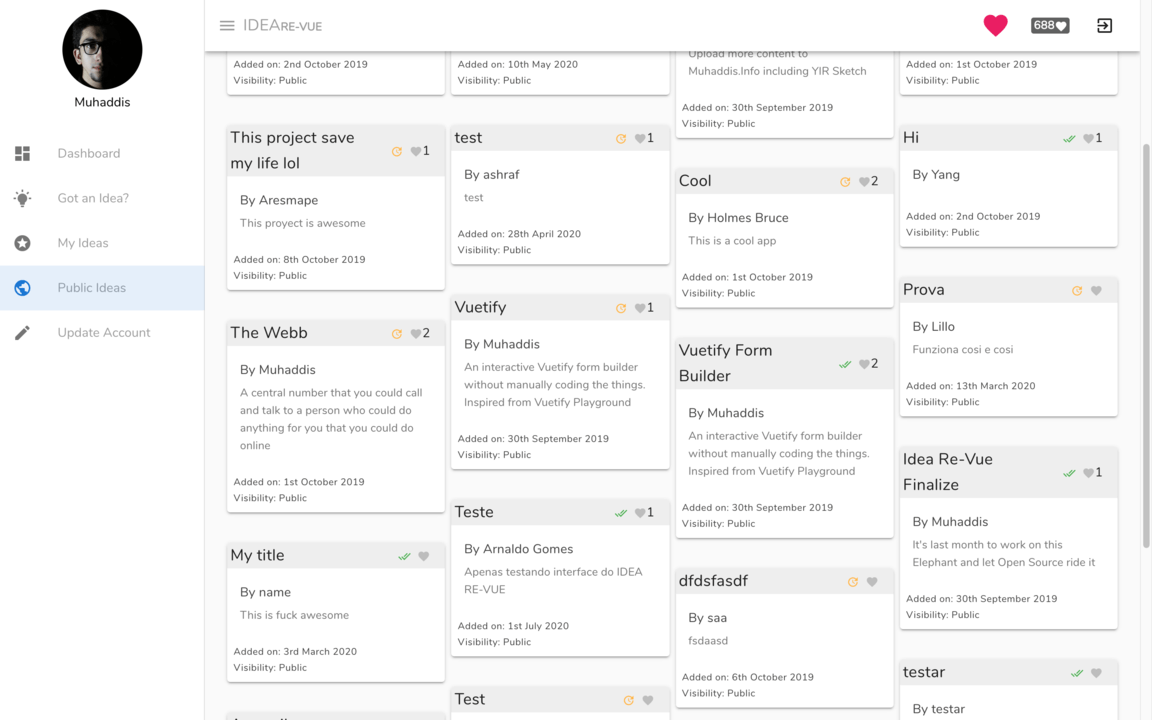 Muhaddis
Dashboard
Got an Idea?
My Ideas
Public Ideas
Update Account
IDEARE-VUE
688
Added on: 2nd October 2019
Visibility: Public
This project save
my life lol
1
By Aresmape
This proyect is awesome
Added on: 8th October 2019
Visibility: Public
The Webb
2
By Muhaddis
A central number that you could call
and talk to a person who could do
anything for you that you could do
online
Added on: 1st October 2019
Visibility: Public
My title
By name
This is fuck awesome
Added on: 3rd March 2020
Visibility: Public
Added on: 10th May 2020
Visibility: Public
test
1
By ashraf
test
Added on: 28th April 2020
Visibility: Public
Vuetify
1
By Muhaddis
An interactive Vuetify form builder
without manually coding the things.
Inspired from Vuetify Playground
Added on: 30th September 2019
Visibility: Public
Teste
1
By Arnaldo Gomes
Apenas testando interface do IDEA
RE-VUE
Added on: 1st July 2020
Visibility: Public
Test
Upload more content to
Muhaddis.Info including YIR Sketch
Added on: 30th September 2019
Visibility: Public
Cool
2
By Holmes Bruce
This is a cool app
Added on: 1st October 2019
Visibility: Public
Vuetify Form
Builder
2
By Muhaddis
An interactive Vuetify form builder
without manually coding the things.
Inspired from Vuetify Playground
Added on: 30th September 2019
Visibility: Public
dfdsfasdf
By saa
fsdaasd
Added on: 6th October 2019
Visibility: Public
Added on: 1st October 2019
Visibility: Public
Hi
1
By Yang
Added on: 2nd October 2019
Visibility: Public
Prova
By Lillo
Funziona cosi e cosi
Added on: 13th March 2020
Visibility: Public
Idea Re-Vue
Finalize
1
By Muhaddis
It's last month to work on this
Elephant and let Open Source ride it
Added on: 30th September 2019
Visibility: Public
testar
By testar